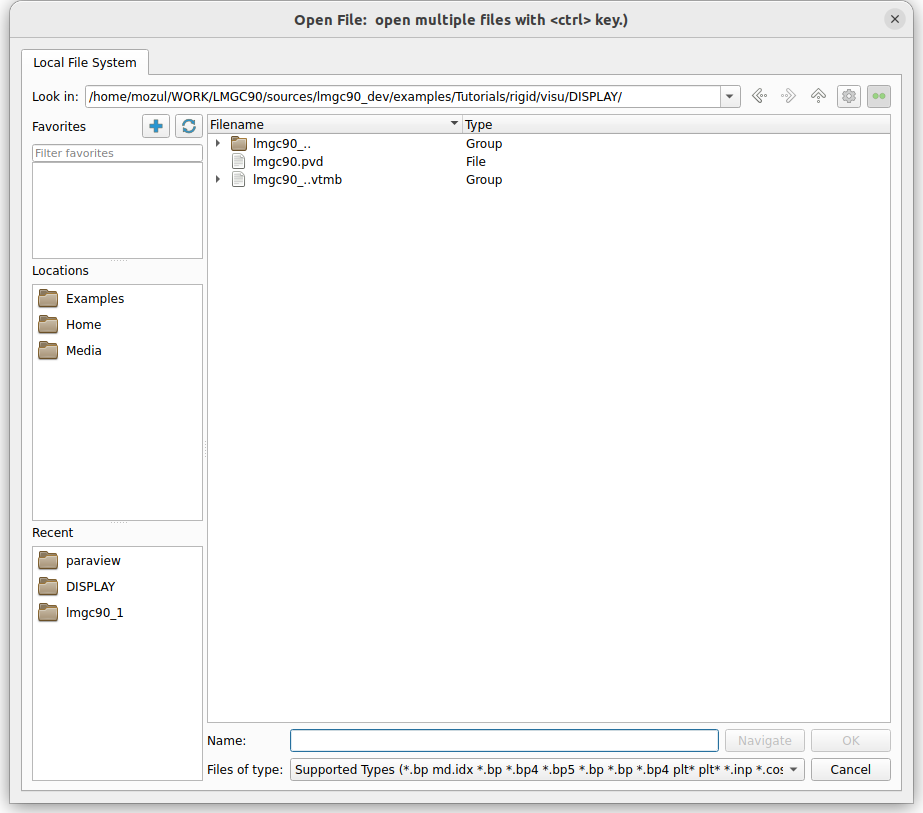 Open File:  open multiple files with <ctrl> key.)
Local File System
Look in: /home/mozul/WORK/LMGC90/sources/lmgc90_dev/examples/Tutorials/rigid/visu/DISPLAY/
Favorites
Filter favorites
Filename Type
lmgc90_.. Group
lmgc90.pvd File
lmgc90_..vtmb Group
Locations
Examples
Home
Media
Recent
paraview
DISPLAY
lmgc90_1
Name: Navigate OK
Files of type: Supported Types (*.bp md.idx *.bp *.bp4 *.bp5 *.bp *.bp *.bp4 plt* plt* *.inp *.cos Cancel